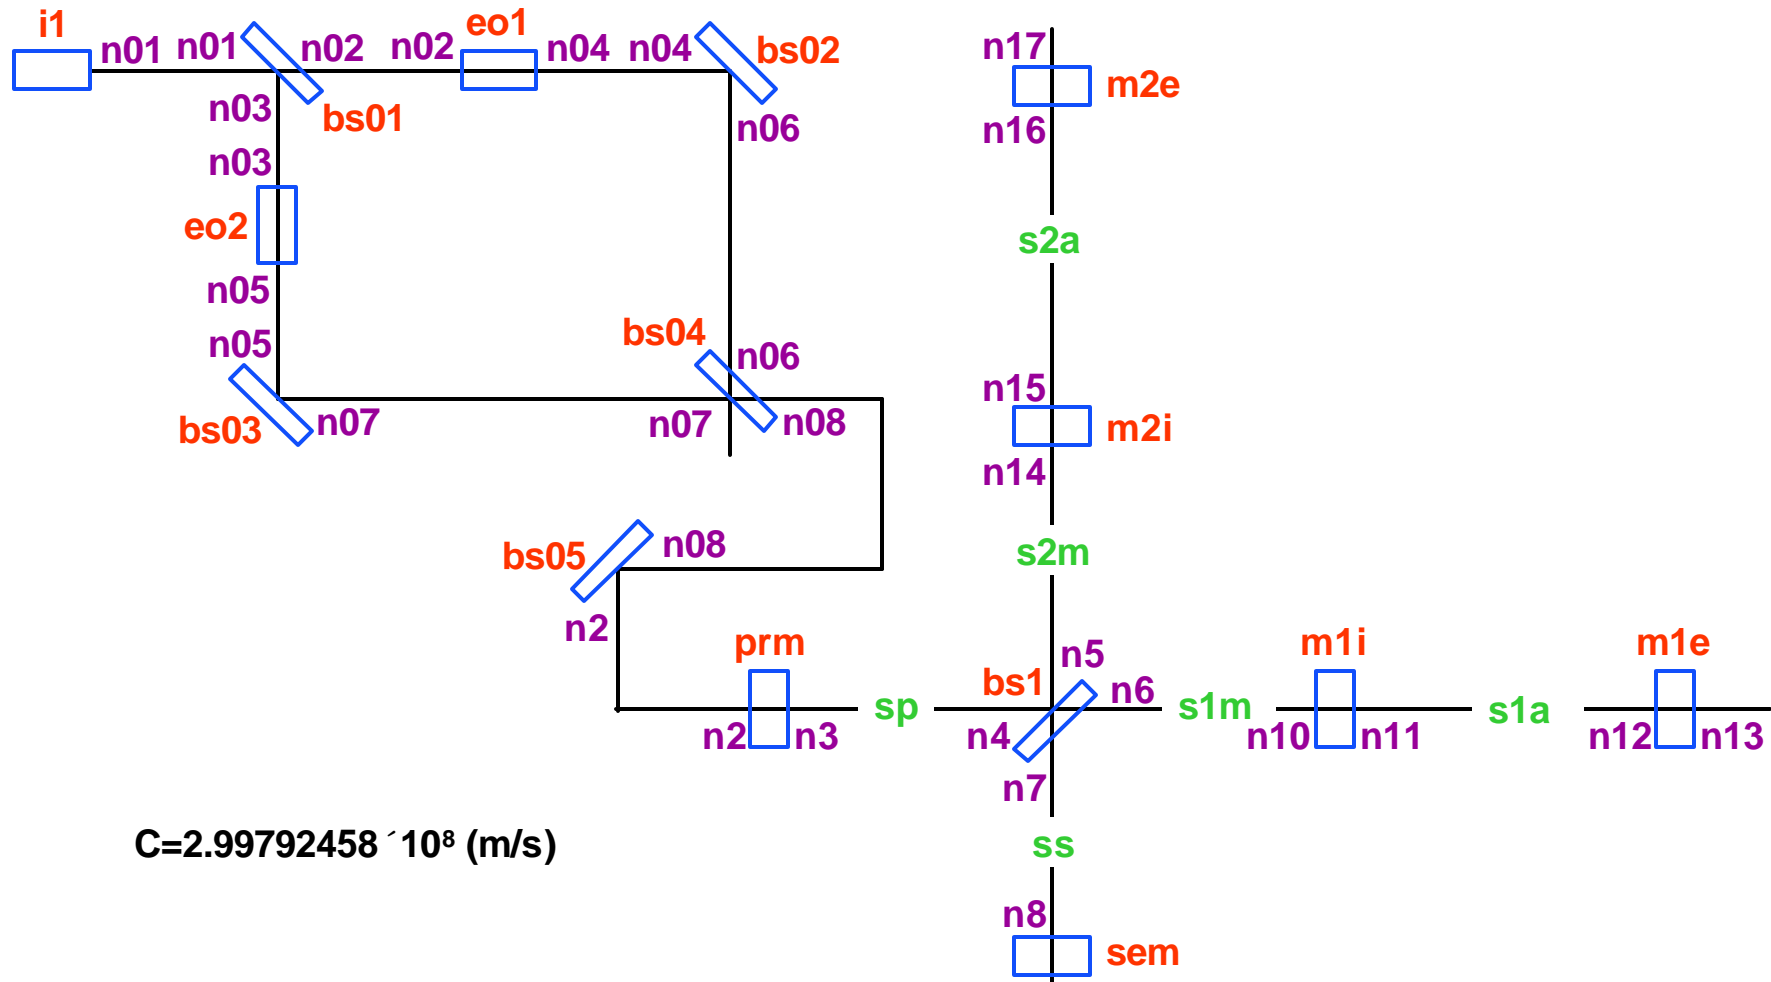 i1
eo1
n01 n01 n02 n02 n04 n04 bs02
n17
m2e
n03 bs01
n06
n16
n03
eo2
s2a
n05
bs04
n05
n06
n15
bs03 n07
n07 n08
m2i
n14
bs05 n08
s2m
n2
prm
n5
m1i
m1e
bs1 n6
sp
s1m
s1a
n2 n3
n4
n10 n11
n12 n13
n7
C=2.99792458 ´10⁸ (m/s)
ss
n8
sem